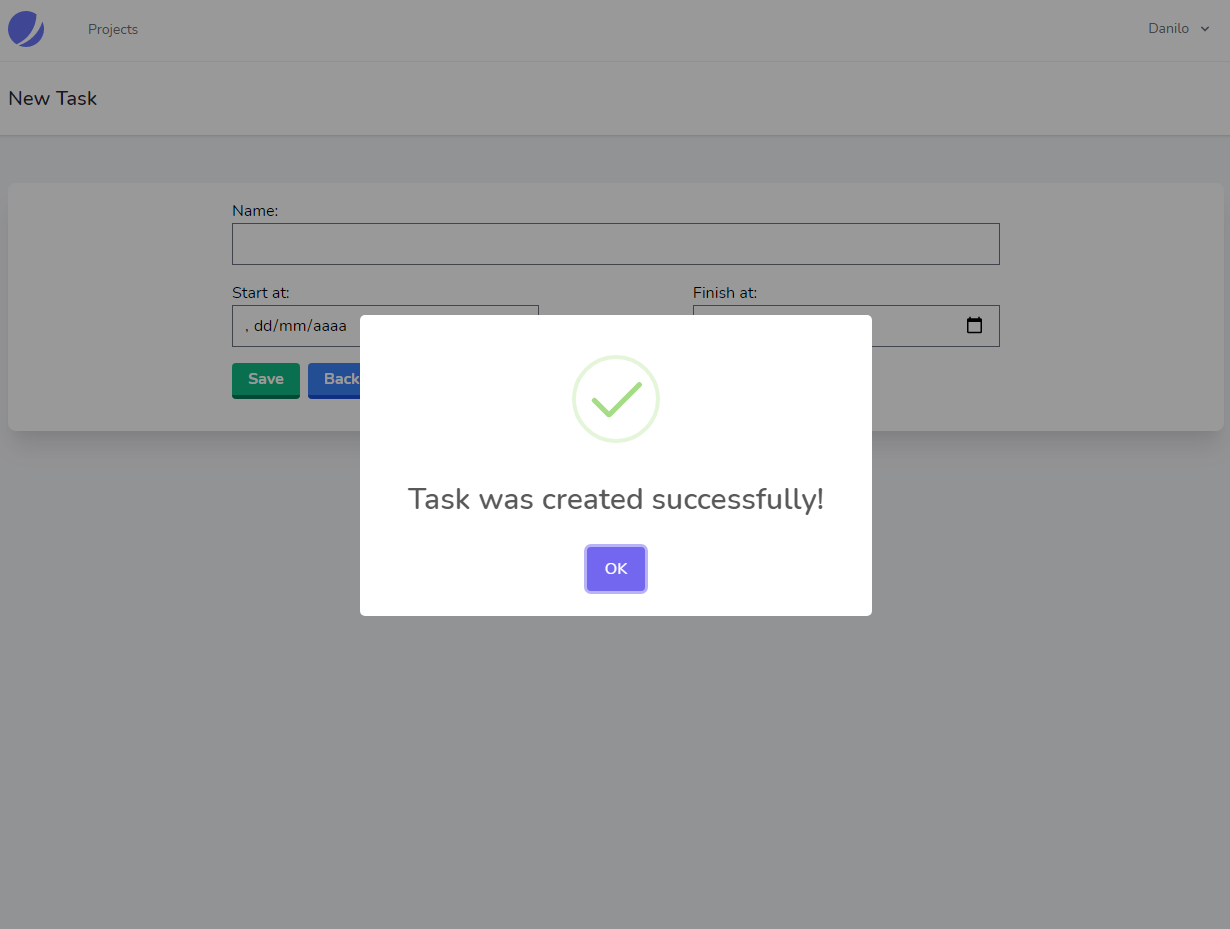 Projects
Danilo
New Task
Name:
Start at:
Finish at:
, dd/mm/aaaa
Save
Back
Task was created successfully!
OK